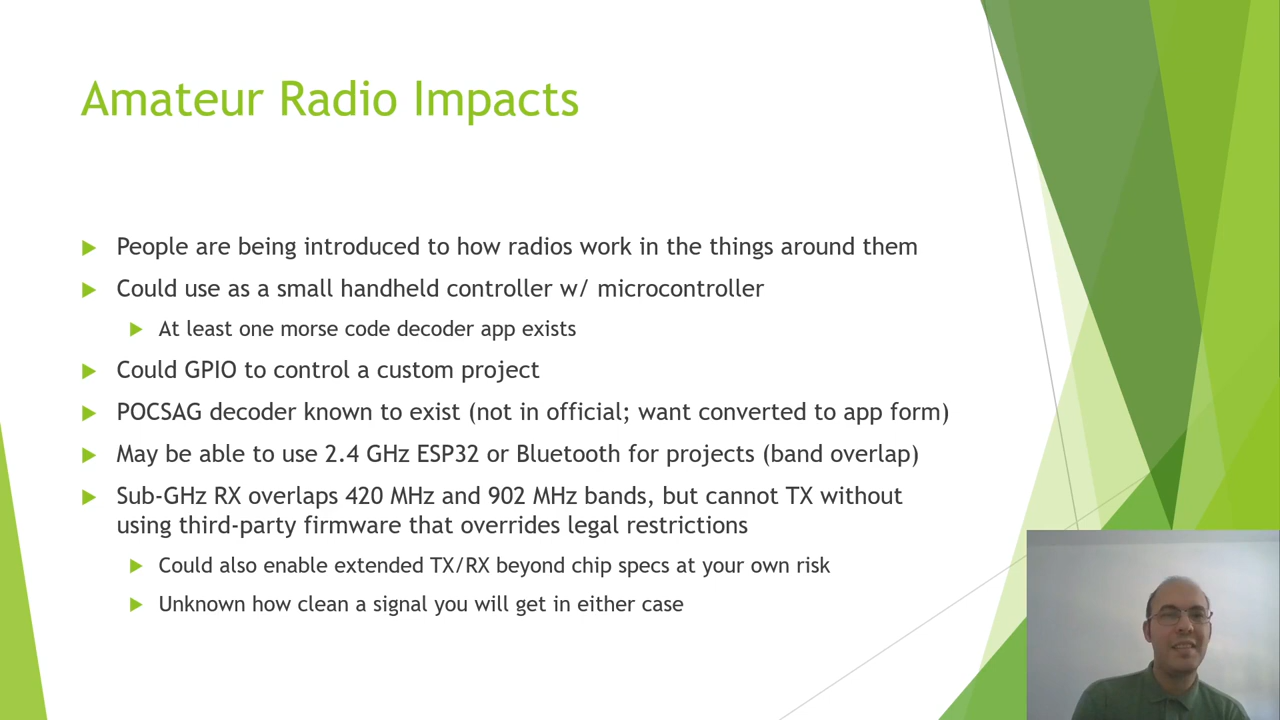 Amateur Radio Impacts
People are being introduced to how radios work in the things around them
Could use as a small handheld controller w/ microcontroller
At least one morse code decoder app exists
Could GPIO to control a custom project
POCSAG decoder known to exist (not in official; want converted to app form)
May be able to use 2.4 GHz ESP32 or Bluetooth for projects (band overlap)
Sub-GHz RX overlaps 420 MHz and 902 MHz bands, but cannot TX without
using third-party firmware that overrides legal restrictions
Could also enable extended TX/RX beyond chip specs at your own risk
Unknown how clean a signal you will get in either case